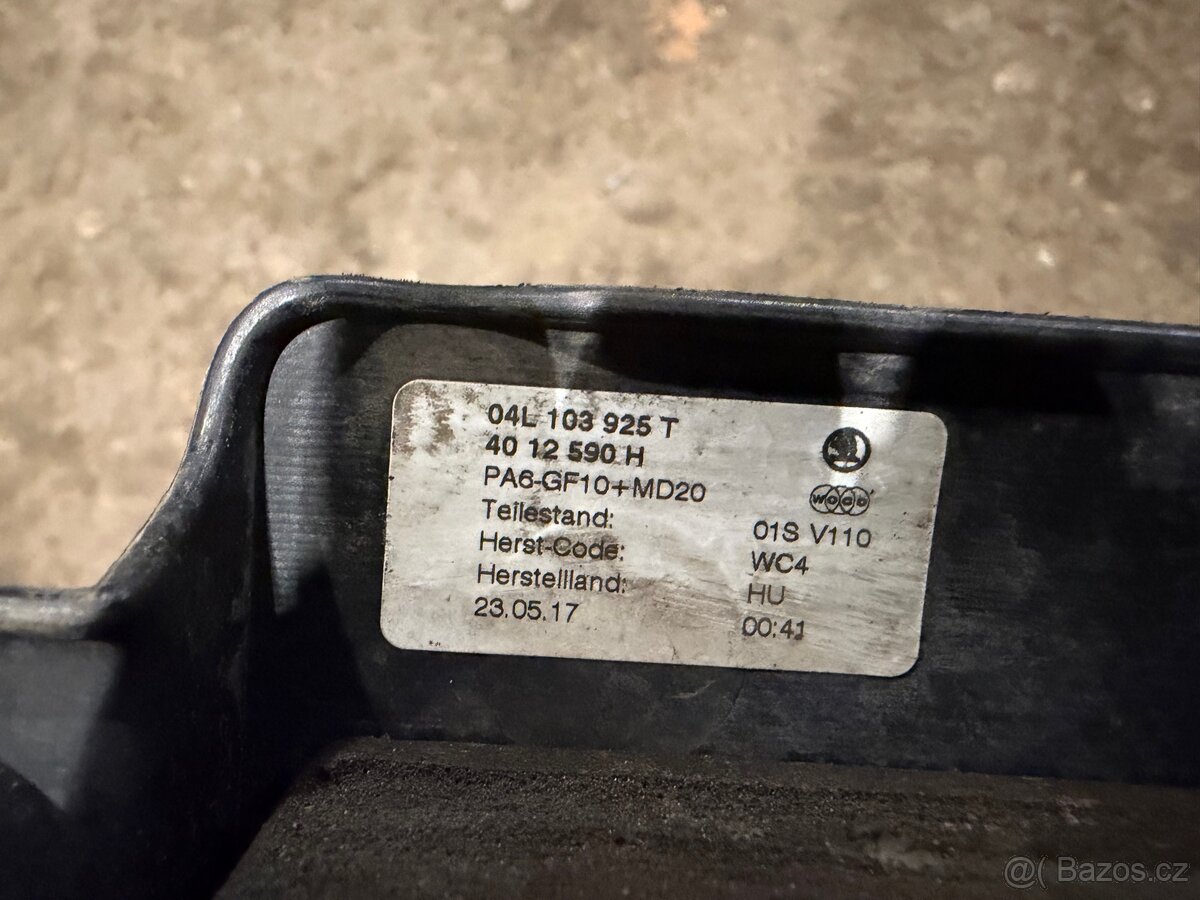 04L 103 925 T
40 12 590 H
PA6-GF10+MD20
woco
Teilestand: 01S V110
Herst-Code: WC4
Herstellland: HU
23.05.17 00:41
@( Bazos.cz